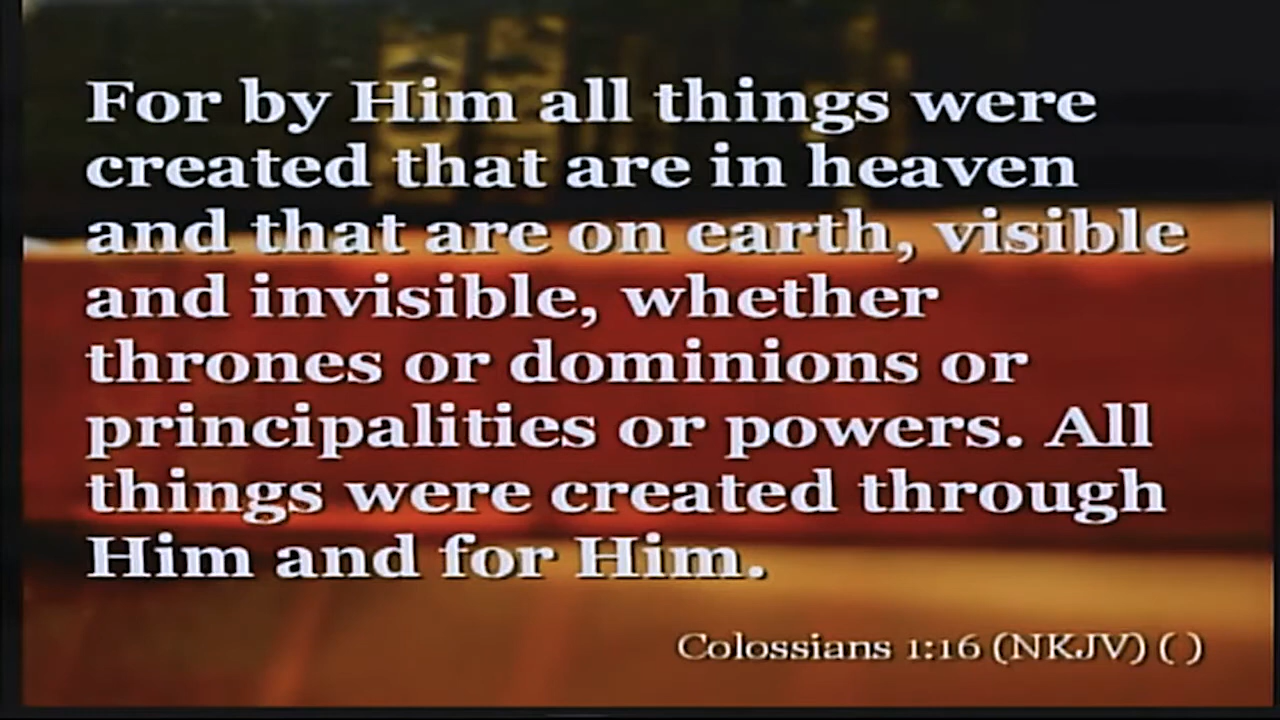 For by Him all things were
created that are in heaven
and that are on earth, visible
and invisible, whether
thrones or dominions or
principalities or powers. All
things were created through
Him and for Him.
Colossians 1:16 (NKJV) ( )